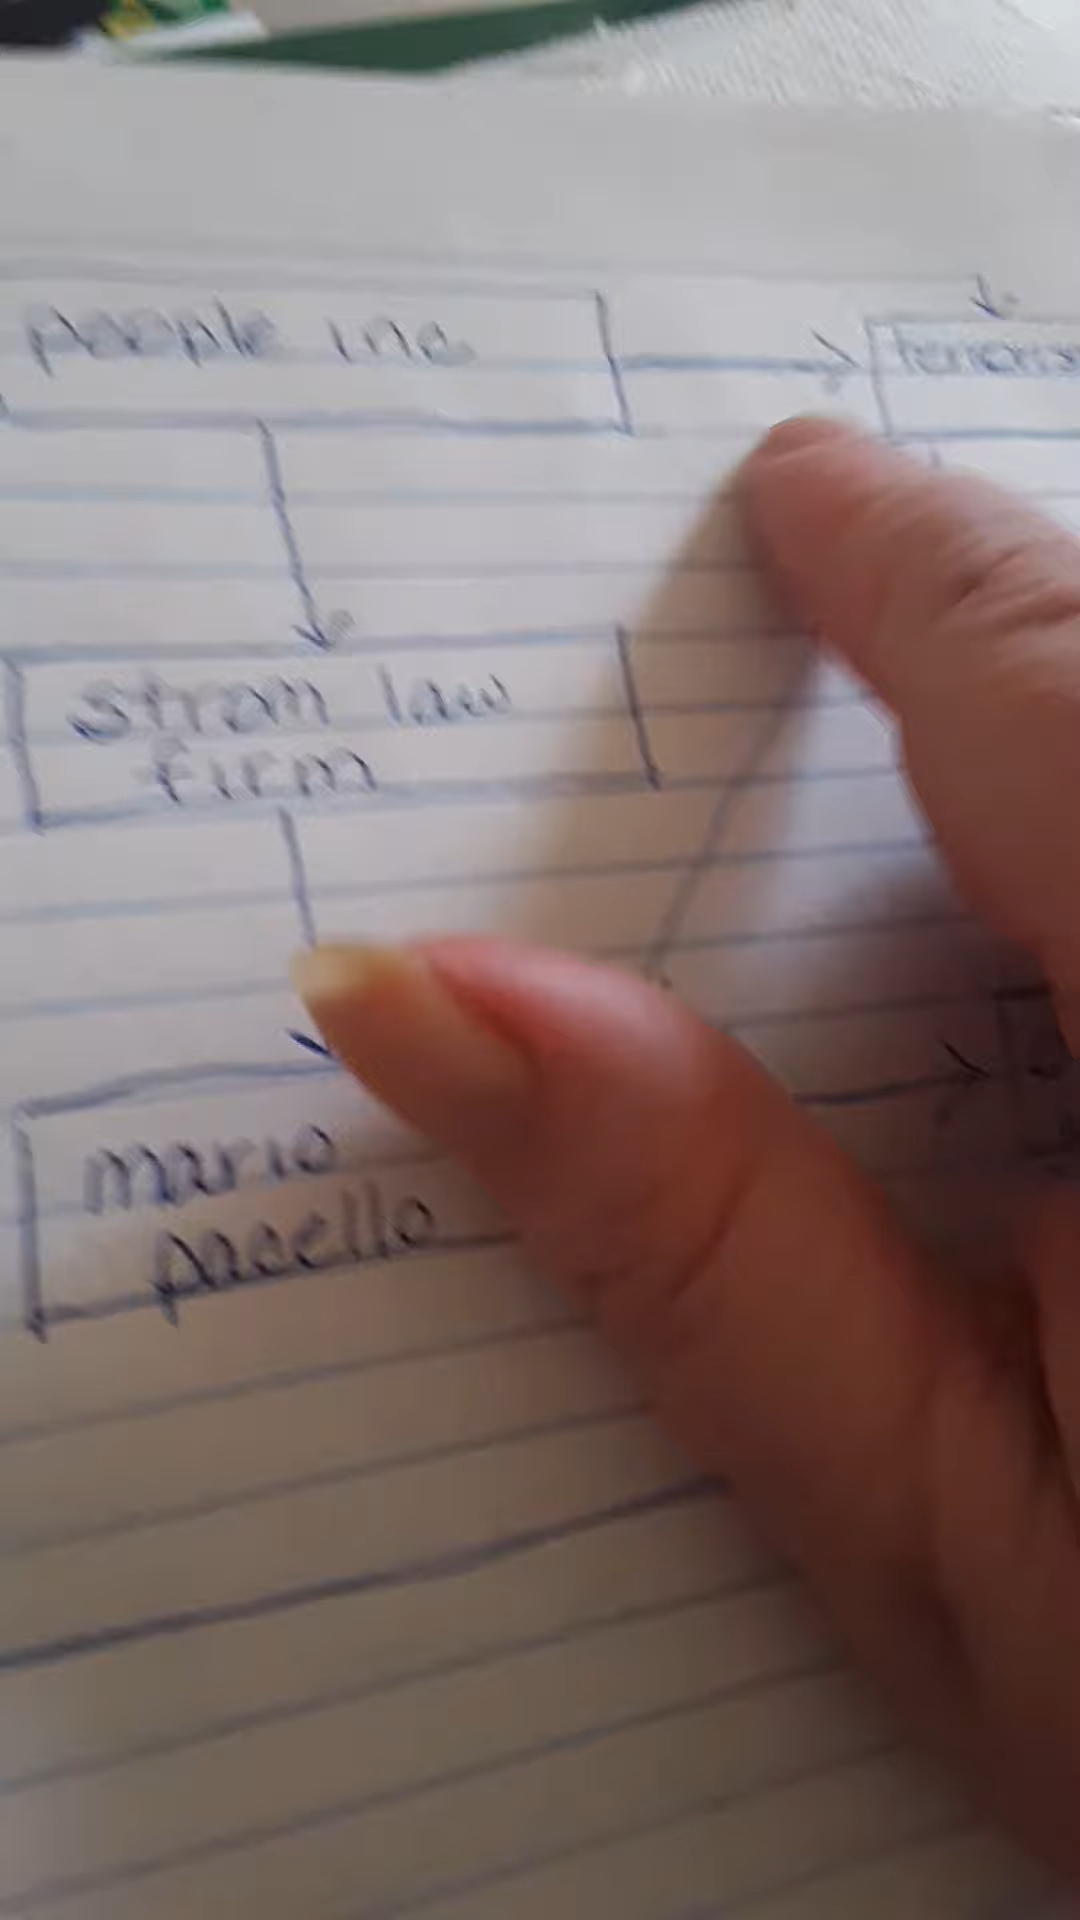 people inc
strom law
firm
mario
pacello